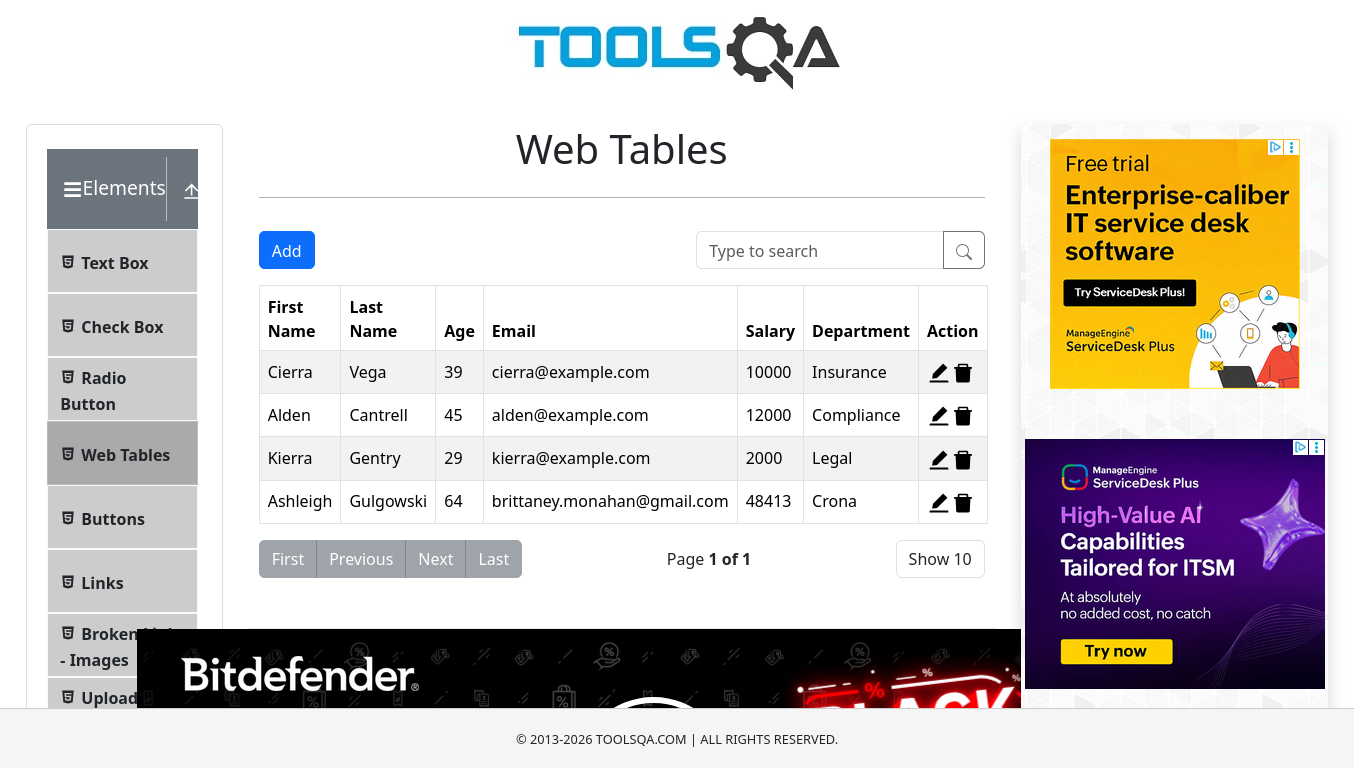 TOOLSQA
Elements
Text Box
Check Box
Radio
Button
Web Tables
Buttons
Links
Broken
- Images
Upload
Web Tables
Add
Type to search
First Name Last Name Age Email Salary Department Action
Cierra Vega 39 cierra@example.com 10000 Insurance
Alden Cantrell 45 alden@example.com 12000 Compliance
Kierra Gentry 29 kierra@example.com 2000 Legal
Ashleigh Gulgowski 64 brittaney.monahan@gmail.com 48413 Crona
First Previous Next Last
Page 1 of 1
Show 10
Bitdefender®
BLACK
Free trial
Enterprise-caliber
IT service desk
software
Try ServiceDesk Plus!
ManageEngine
ServiceDesk Plus
ManageEngine
ServiceDesk Plus
High-Value AI
Capabilities
Tailored for ITSM
At absolutely
no added cost, no catch
Try now
© 2013-2026 TOOLSQA.COM | ALL RIGHTS RESERVED.